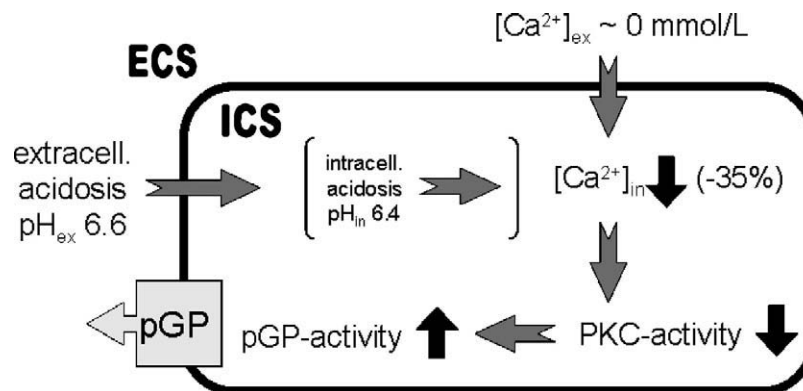 [Ca²⁺]ex ~ 0 mmol/L
ECS
ICS
extracell.
acidosis
pHex 6.6
intracell.
acidosis
pHin 6.4
[Ca²⁺]in (-35%)
pGP
pGP-activity
PKC-activity